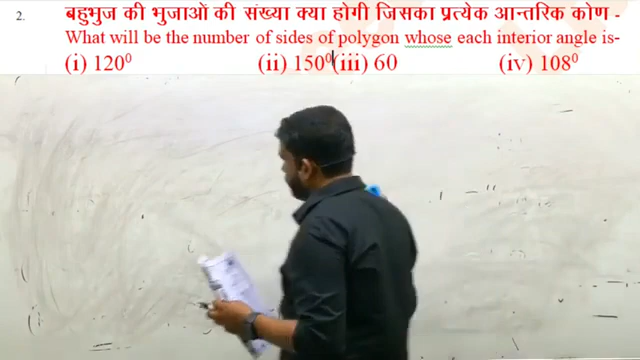 2. बहुभुज की भुजाओं की संख्या क्या होगी जिसका प्रत्येक आन्तरिक कोण -
What will be the number of sides of polygon whose each interior angle is-
(i) 120⁰ (ii) 150⁰(iii) 60 (iv) 108⁰